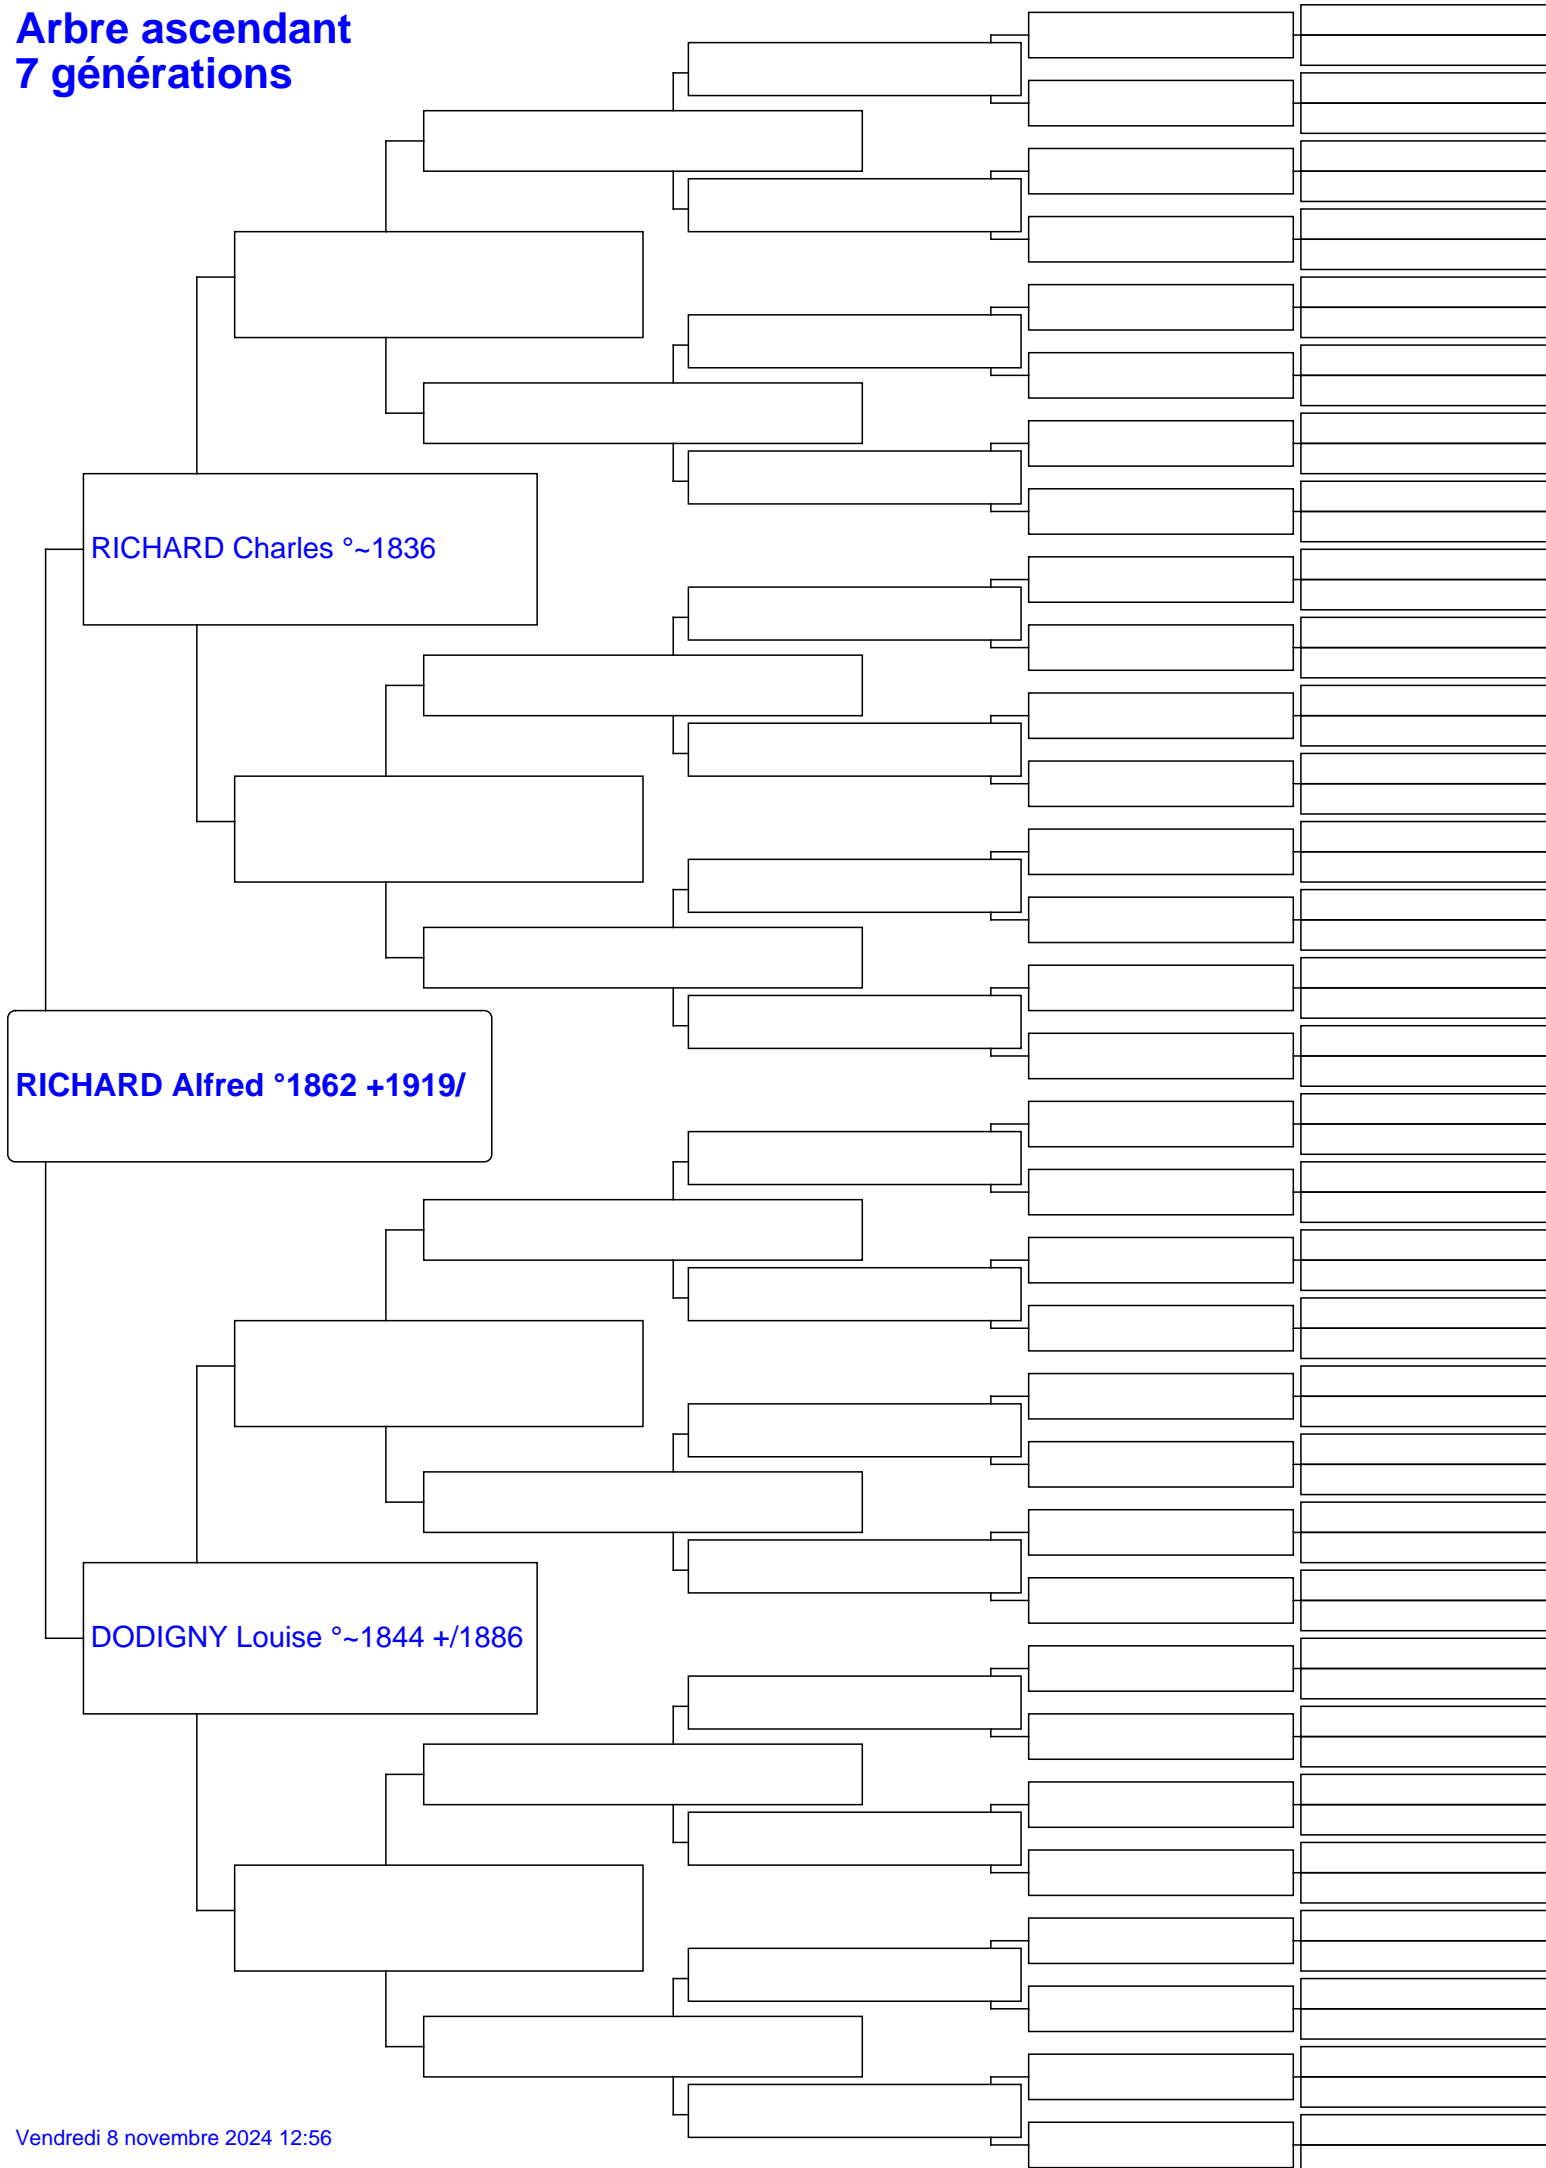 Arbre ascendant
7 générations
RICHARD Charles °~1836
RICHARD Alfred °1862 +1919/
DODIGNY Louise °~1844 +/1886
Vendredi 8 novembre 2024 12:56